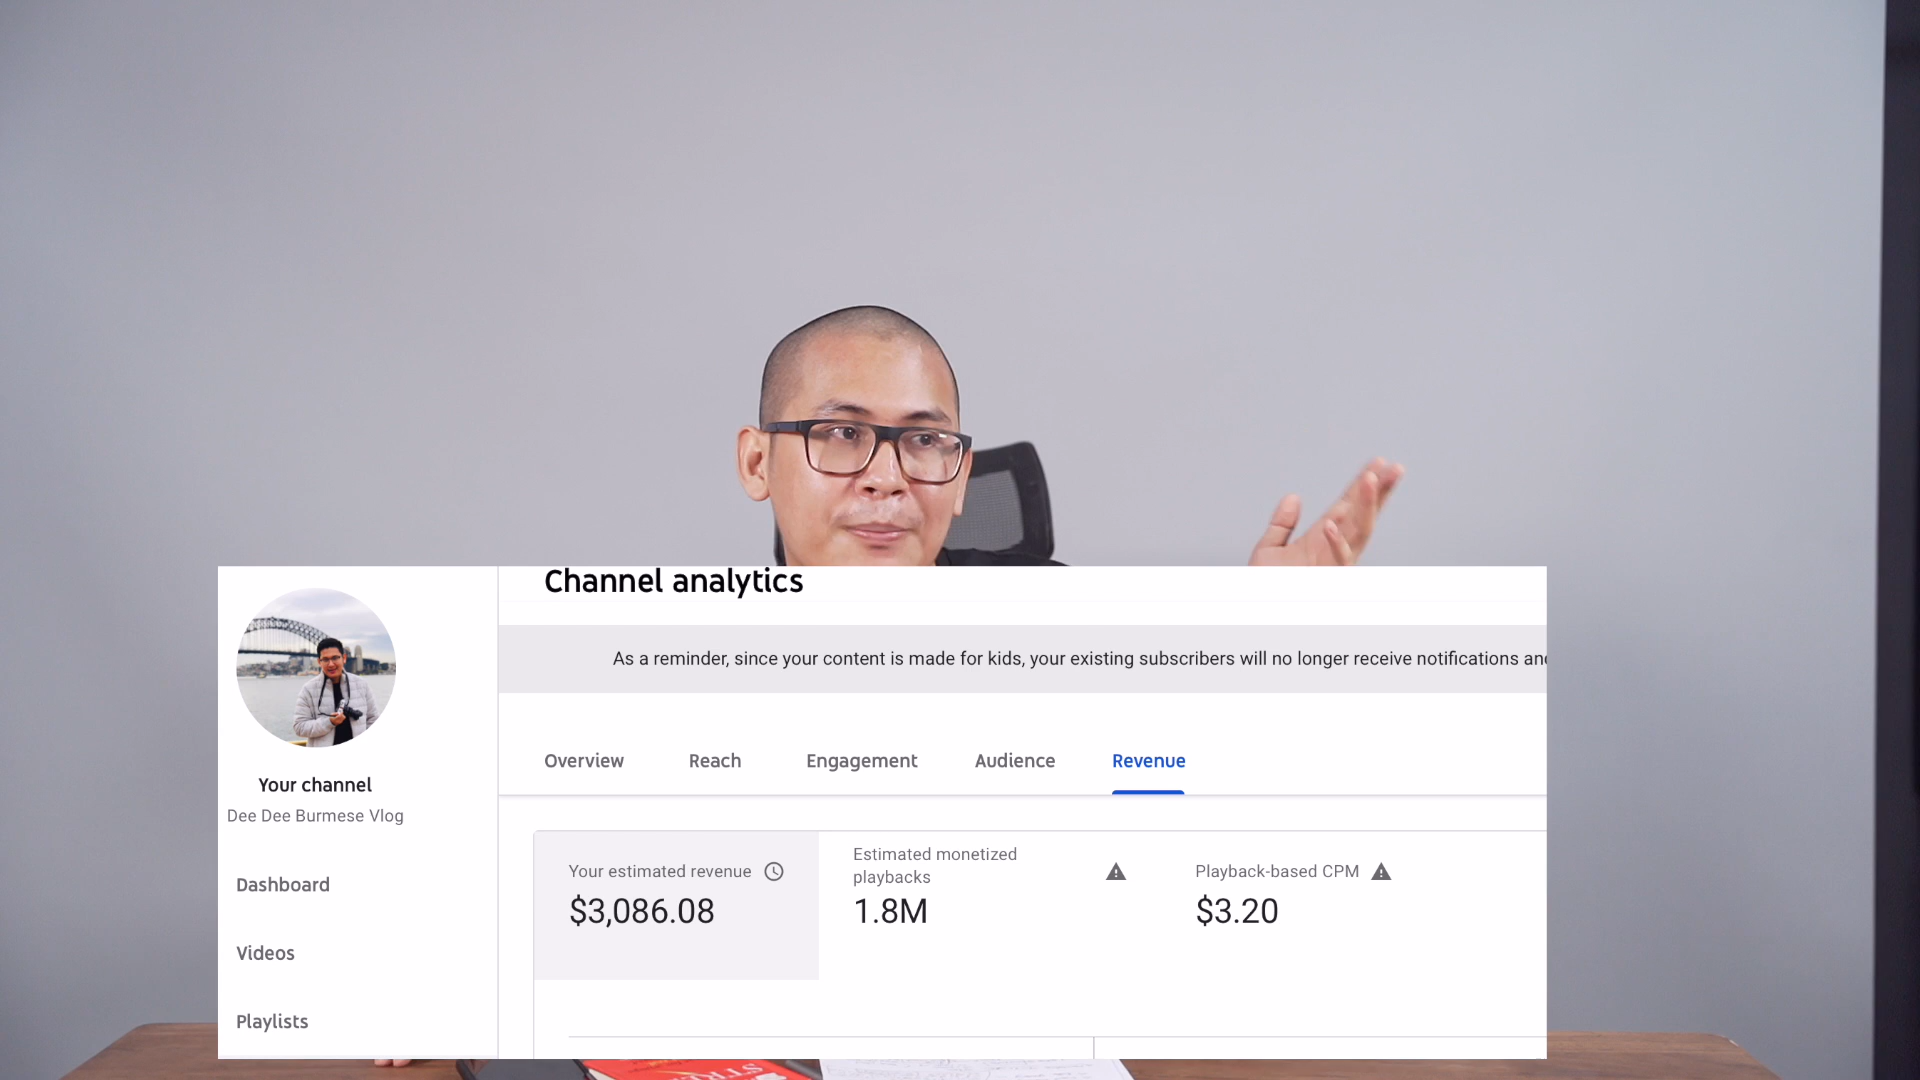 Channel analytics
As a reminder, since your content is made for kids, your existing subscribers will no longer receive notifications
Your channel
Dee Dee Burmese Vlog
Dashboard
Videos
Playlists
Overview Reach Engagement Audience Revenue
Your estimated revenue
$3,086.08
Estimated monetized
playbacks
1.8M
Playback-based CPM
$3.20